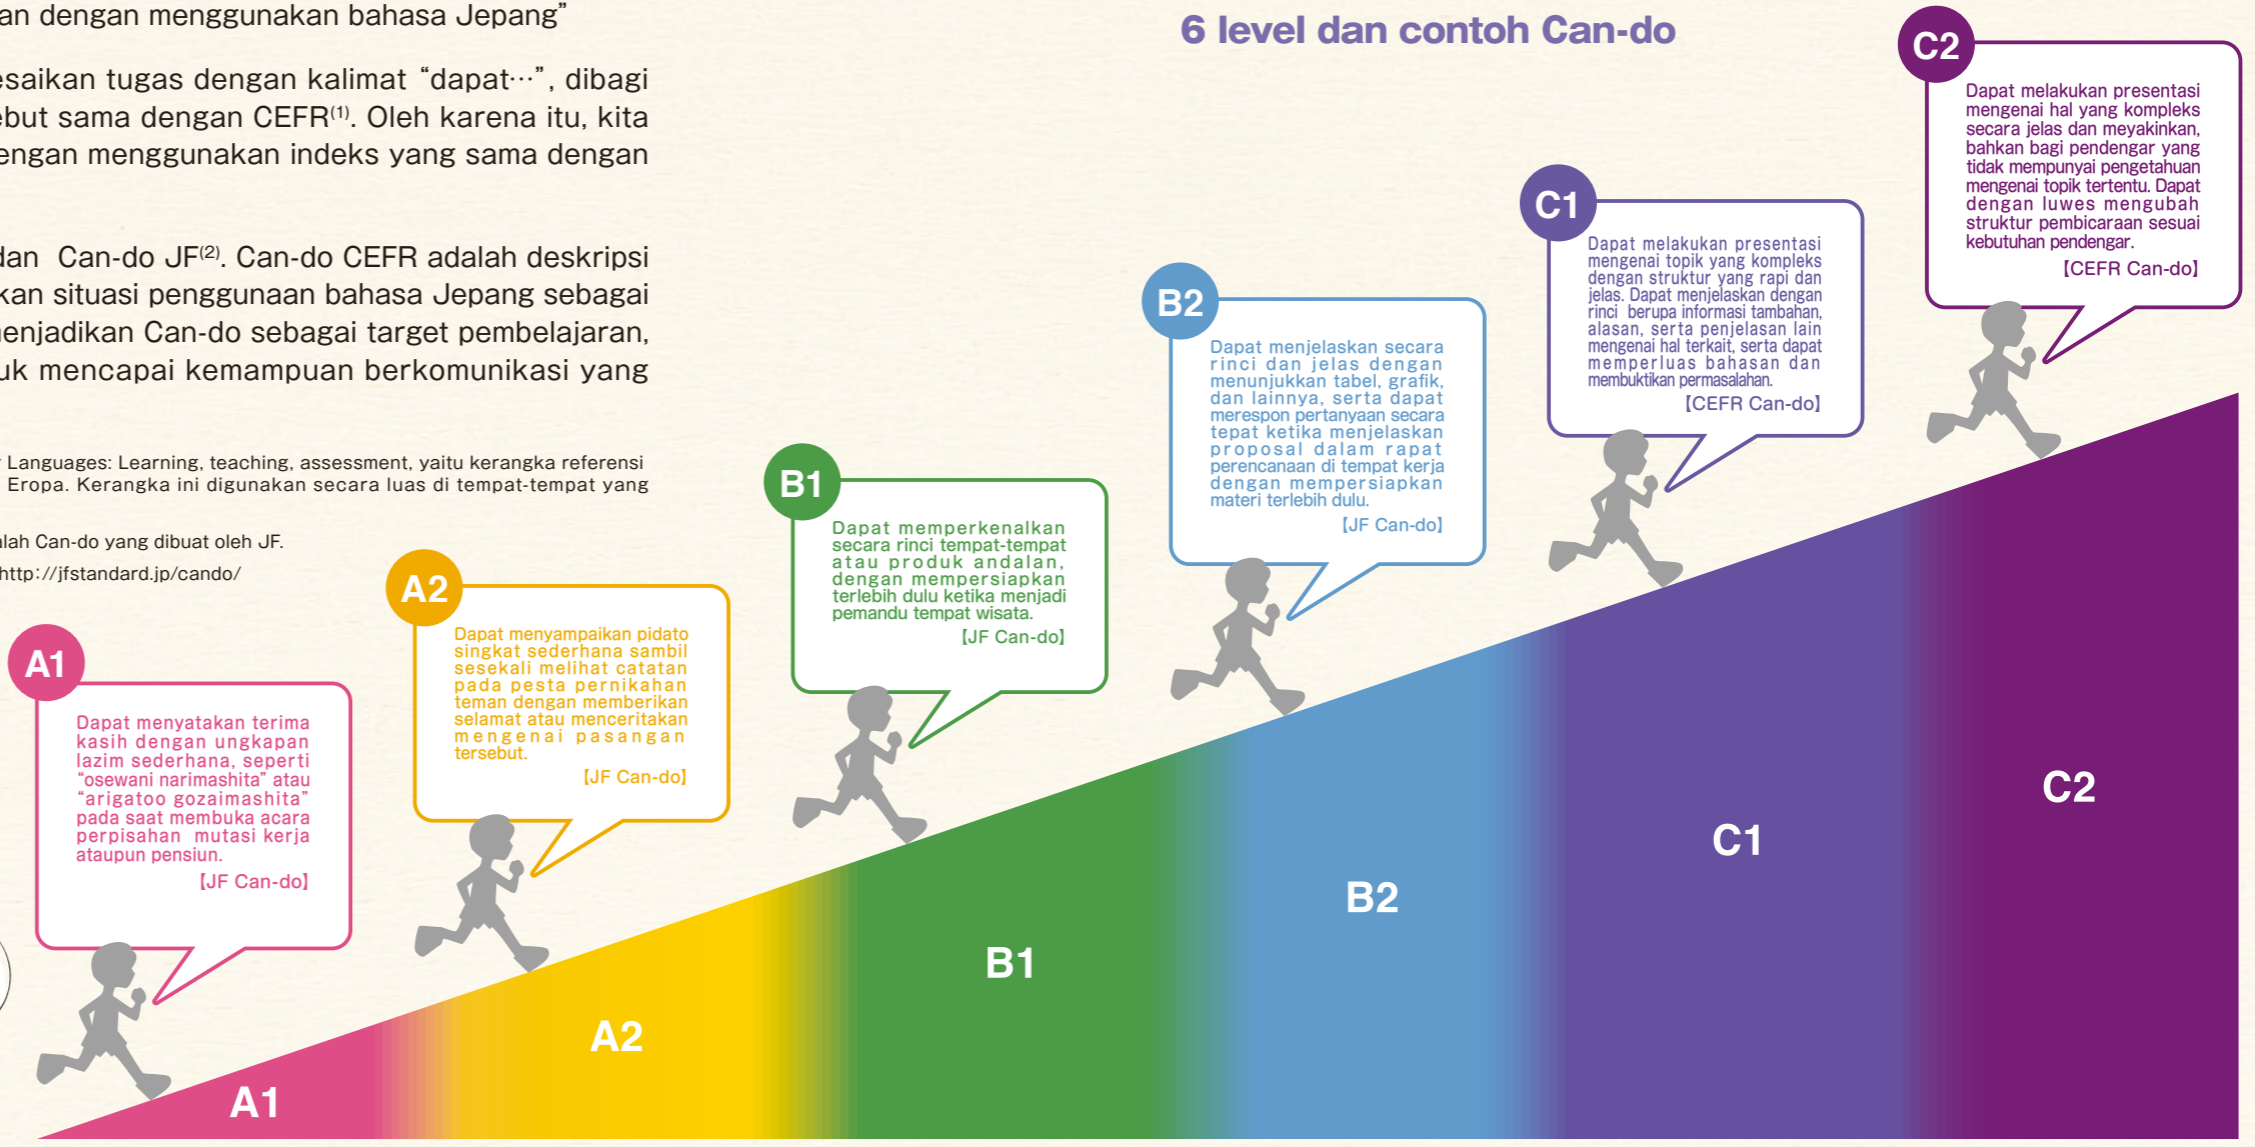 an dengan menggunakan bahasa Jepang”
esaikan tugas dengan kalimat “dapat…”, dibagi
ebut sama dengan CEFR(1). Oleh karena itu, kita
engan menggunakan indeks yang sama dengan
dan Can-do JF(2). Can-do CEFR adalah deskripsi
kan situasi penggunaan bahasa Jepang sebagai
nenjadikan Can-do sebagai target pembelajaran,
uk mencapai kemampuan berkomunikasi yang
r Languages: Learning, teaching, assessment, yaitu kerangka referensi
Eropa. Kerangka ini digunakan secara luas di tempat-tempat yang
alah Can-do yang dibuat oleh JF.
http://jfstandard.jp/cando/
6 level dan contoh Can-do
A1
Dapat menyatakan terima
kasih dengan ungkapan
lazim sederhana, seperti
“osewani narimashita” atau
“arigatoo gozaimashita”
pada saat membuka acara
perpisahan mutasi kerja
ataupun pensiun.
【JF Can-do】
A2
Dapat menyampaikan pidato
singkat sederhana sambil
sesekali melihat catatan
pada pesta pernikahan
teman dengan memberikan
selamat atau menceritakan
mengenai pasangan
tersebut.
【JF Can-do】
B1
Dapat memperkenalkan
secara rinci tempat-tempat
atau produk andalan,
dengan mempersiapkan
terlebih dulu ketika menjadi
pemandu tempat wisata.
【JF Can-do】
B2
Dapat menjelaskan secara
rinci dan jelas dengan
menunjukkan tabel, grafik,
dan lainnya, serta dapat
merespon pertanyaan secara
tepat ketika menjelaskan
proposal dalam rapat
perencanaan di tempat kerja
dengan mempersiapkan
materi terlebih dulu.
【JF Can-do】
C1
Dapat melakukan presentasi
mengenai topik yang kompleks
dengan struktur yang rapi dan
jelas. Dapat menjelaskan dengan
rinci berupa informasi tambahan,
alasan, serta penjelasan lain
mengenai hal terkait, serta dapat
memperluas bahasan dan
membuktikan permasalahan.
【CEFR Can-do】
C2
Dapat melakukan presentasi
mengenai hal yang kompleks
secara jelas dan meyakinkan,
bahkan bagi pendengar yang
tidak mempunyai pengetahuan
mengenai topik tertentu. Dapat
dengan luwes mengubah
struktur pembicaraan sesuai
kebutuhan pendengar.
【CEFR Can-do】
A1
A2
B1
B2
C1
C2